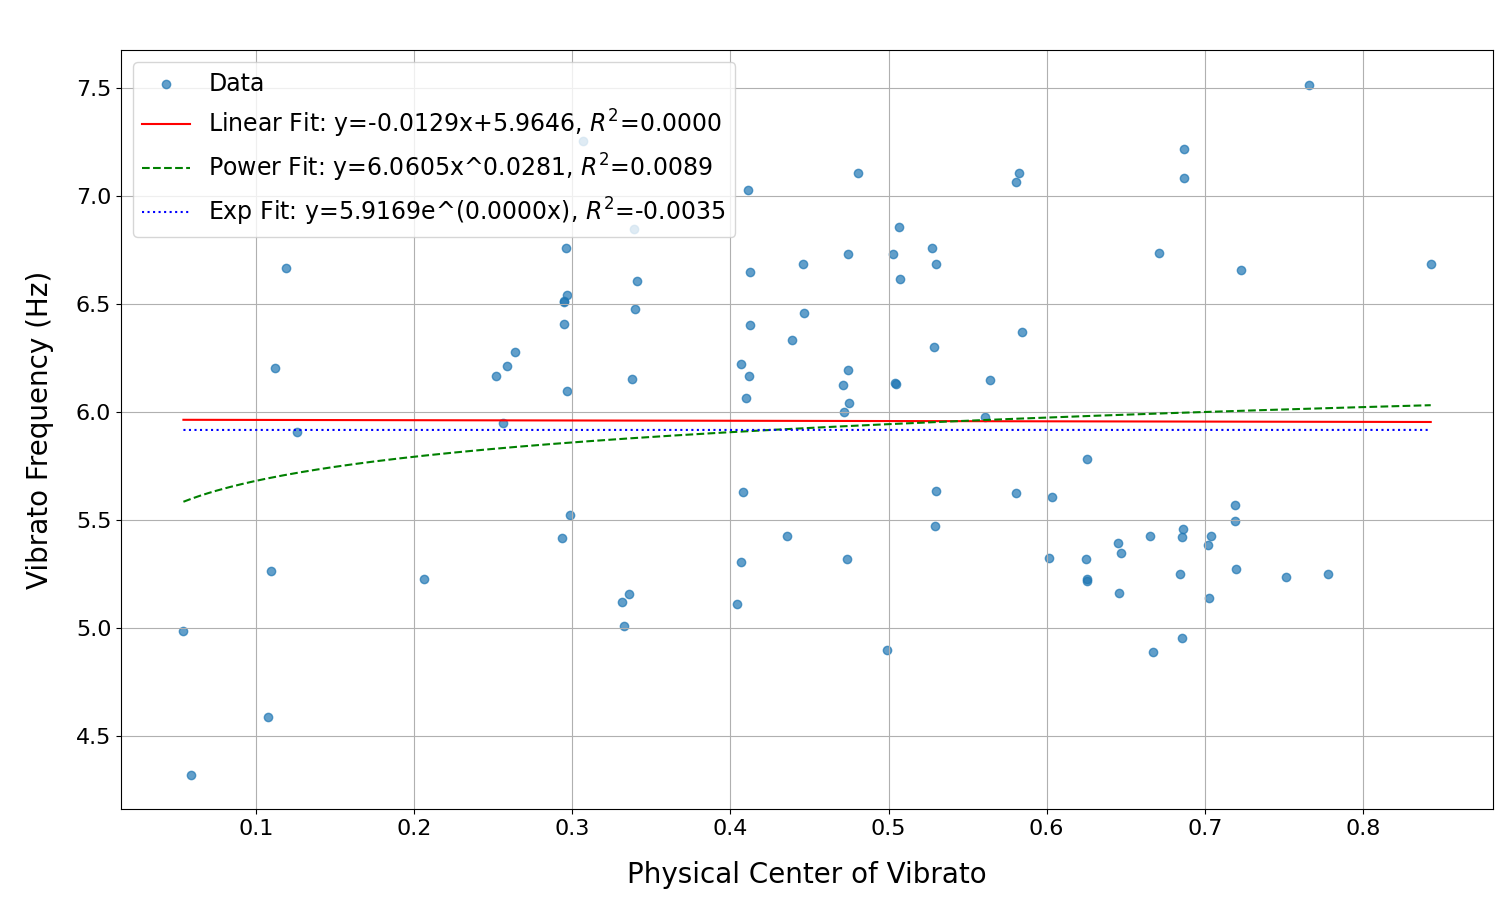 Data
Linear Fit: y=-0.0129x+5.9646, R²=0.0000
Power Fit: y=6.0605x^0.0281, R²=0.0089
Exp Fit: y=5.9169e^(0.0000x), R²=-0.0035
7.5
7.0
6.5
6.0
5.5
5.0
4.5
Vibrato Frequency (Hz)
0.1 0.2 0.3 0.4 0.5 0.6 0.7 0.8
Physical Center of Vibrato